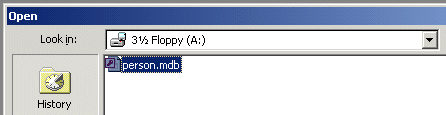 Open
Look in: 3½ Floppy (A:)
person.mdb
History